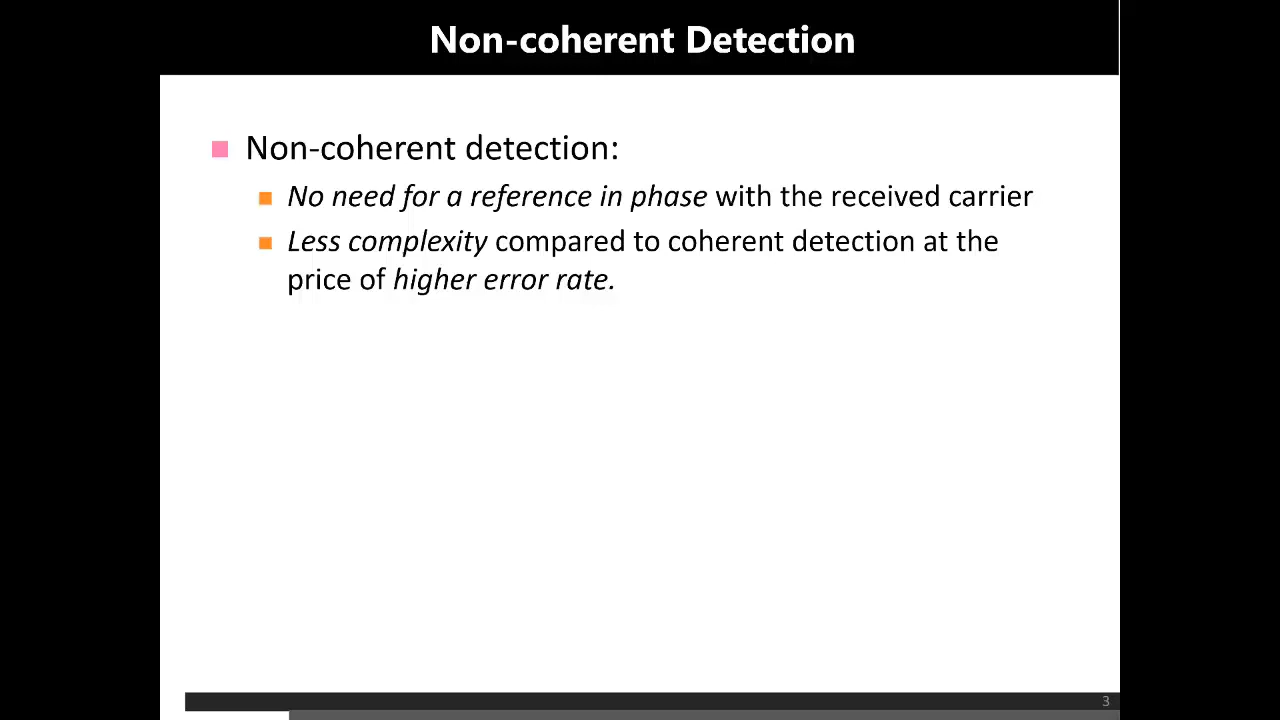 Non-coherent Detection
Non-coherent detection:
No need for a reference in phase with the received carrier
Less complexity compared to coherent detection at the
price of higher error rate.
3